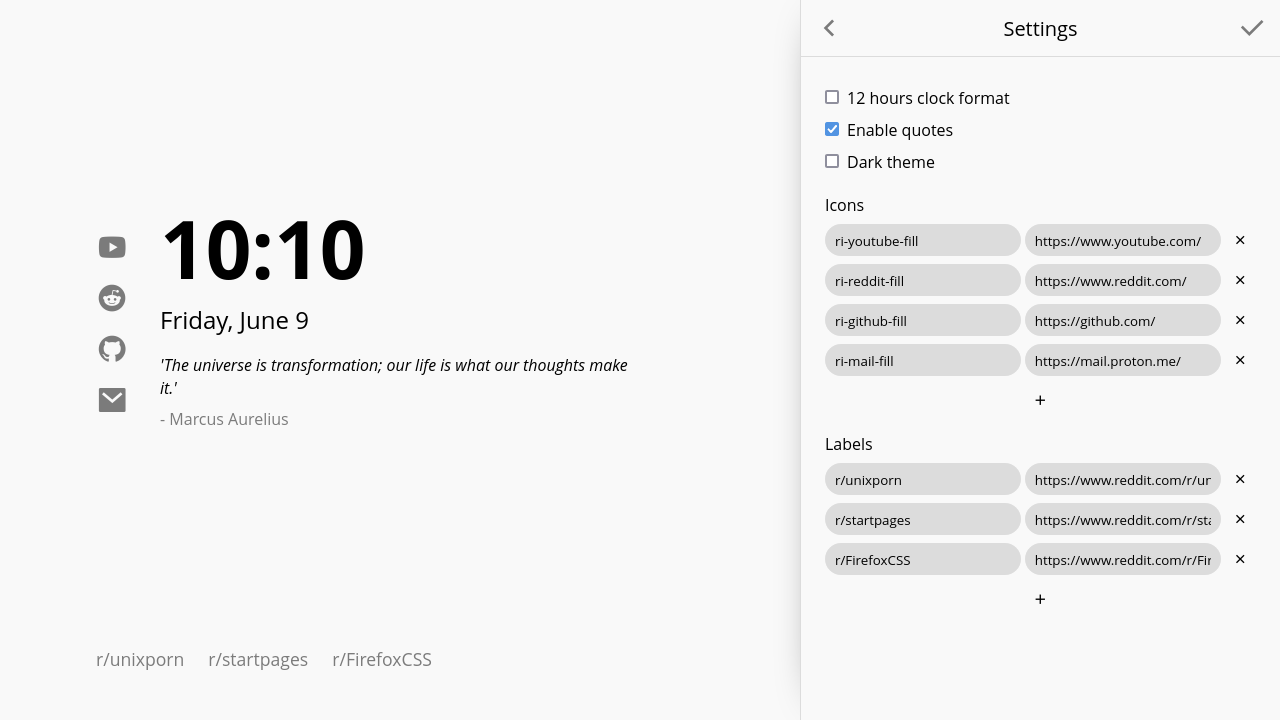 10:10
Friday, June 9
'The universe is transformation; our life is what our thoughts make
it.'
- Marcus Aurelius
r/unixporn r/startpages r/FirefoxCSS
Settings
12 hours clock format
Enable quotes
Dark theme
Icons
ri-youtube-fill https://www.youtube.com/ ×
ri-reddit-fill https://www.reddit.com/ ×
ri-github-fill https://github.com/ ×
ri-mail-fill https://mail.proton.me/ ×
+
Labels
r/unixporn https://www.reddit.com/r/un ×
r/startpages https://www.reddit.com/r/sta ×
r/FirefoxCSS https://www.reddit.com/r/Fir ×
+